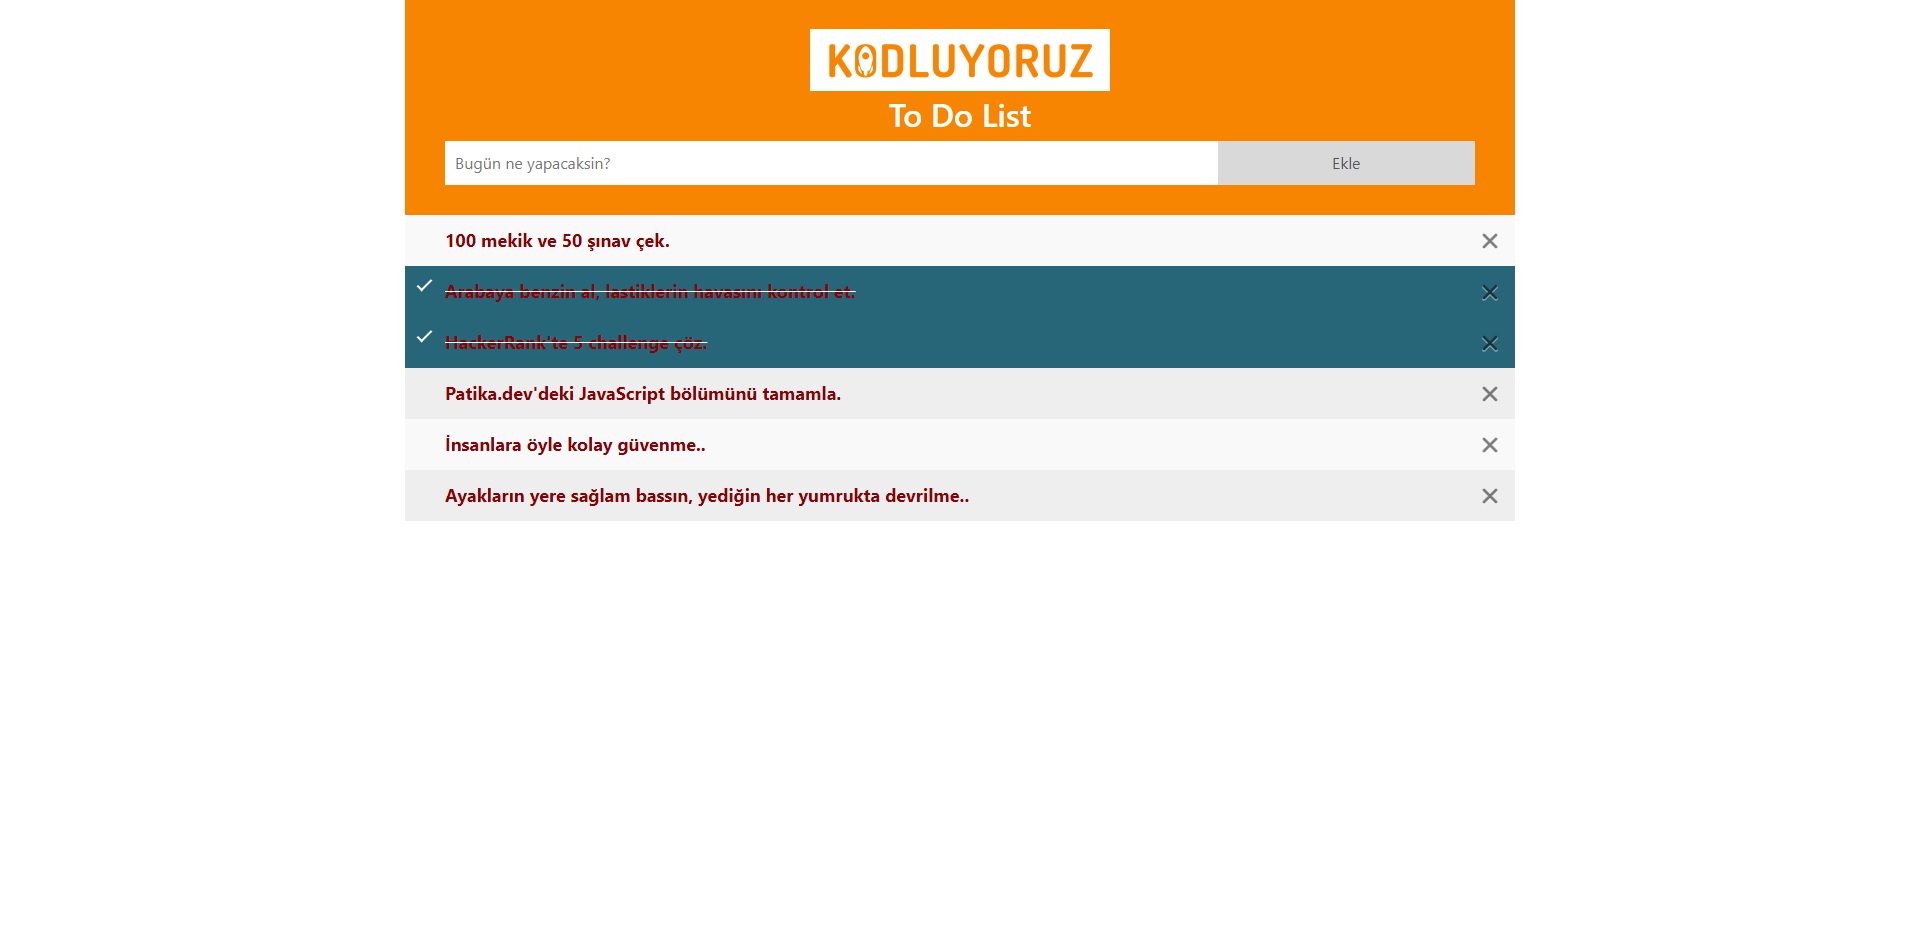 KODLUYORUZ
To Do List
Bugün ne yapacaksin?
Ekle
100 mekik ve 50 şınav çek.
Arabaya benzin al, lastiklerin havasını kontrol et.
HackerRank'te 5 challenge çöz.
Patika.dev'deki JavaScript bölümünü tamamla.
İnsanlara öyle kolay güvenme..
Ayakların yere sağlam bassın, yediğin her yumrukta devrilme..